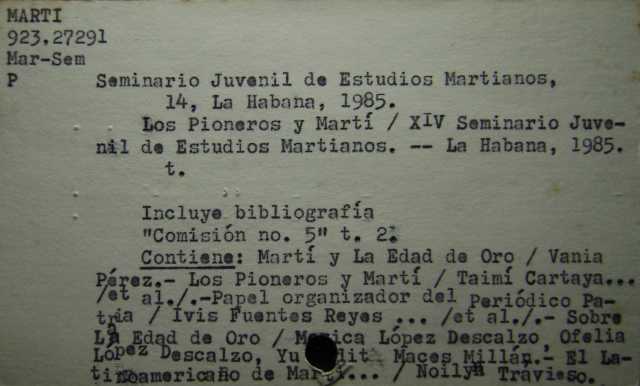 MARTI
923.27291
Mar-Sem
P Seminario Juvenil de Estudios Martianos,
14, La Habana, 1985.
Los Pioneros y Martí / XIV Seminario Juve-
nil de Estudios Martianos. -- La Habana, 1985.
t.
Incluye bibliografía
"Comisión no. 5" t. 2.
Contiene: Martí y La Edad de Oro / Vania
Pérez.- Los Pioneros y Martí / Taimí Cartaya...
/et al./.-Papel organizador del Periódico Pa-
tria / Ivis Fuentes Reyes ... /et al./.- Sobre
La Edad de Oro / López Descalzo, Ofelia
López Descalzo, Maces Millán.- El La-
tinoamericano de Martí... / Noilyn Travieso.